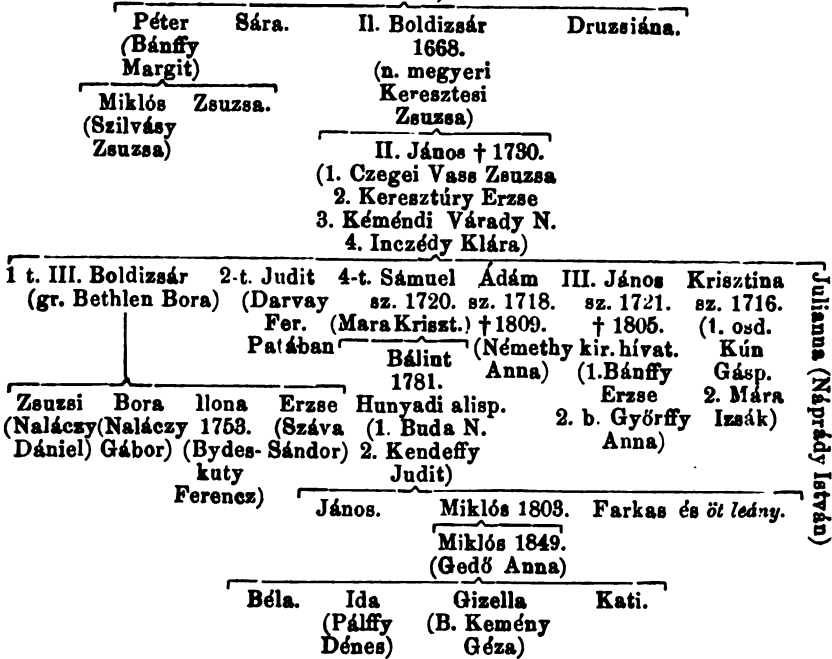 Péter Sára. II. Boldizsár Druzsiána.
(Bánffy 1668.
Margit) (n. megyeri
Keresztesi
Miklós Zsuzsa. Zsuzsa)
(Szilvásy
Zsuzsa)
II. János † 1730.
(1. Czegei Vass Zsuzsa
2. Keresztúry Erzse
3. Kéméndi Várady N.
4. Inczédy Klára)
1 t. III. Boldizsár 2-t. Judit 4-t. Sámuel Ádám III. János Krisztina
(gr. Bethlen Bora) (Darvay sz. 1720. sz. 1718. sz. 1721. sz. 1716.
Fer. (Mara Kriszt.) † 1809. † 1805. (1. osd.
Patában (Némethy kir. hivat. Kún
Bálint Anna) (1. Bánffy Gásp.
1781. Erzse 2. Mára
Zsuzsi Bora Ilona Erzse Hunyadi alisp. 2. b. Győrffy Izsák)
(Naláczy (Naláczy 1753. (Száva (1. Buda N. Anna)
Dániel) Gábor) (Bydes- Sándor) 2. Kendeffy
kuty Judit)
Ferencz)
Julianna (Náprády István)
János. Miklós 1803. Farkas és öt leány.
Miklós 1849.
(Gedő Anna)
Béla. Ida Gizella Kati.
(Pálffy (B. Kemény
Dénes) Géza)